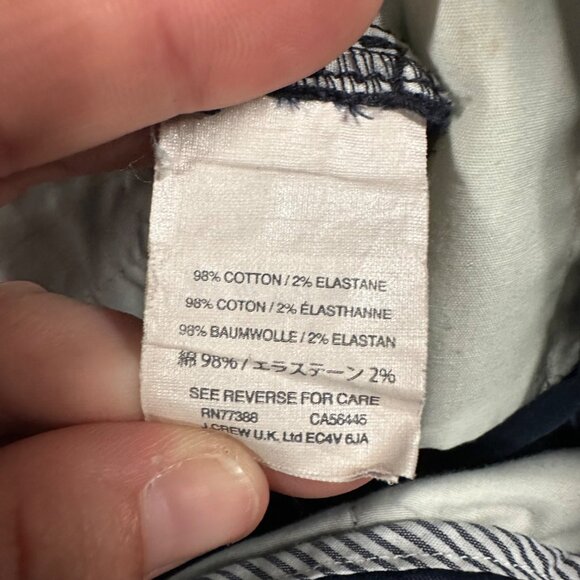 98% COTTON / 2% ELASTANE
98% COTON / 2% ÉLASTHANNE
98% BAUMWOLLE / 2% ELASTAN
綿 98% / エラステーン 2%
SEE REVERSE FOR CARE
RN77388 CA56446
J.CREW U.K. Ltd EC4V 6JA